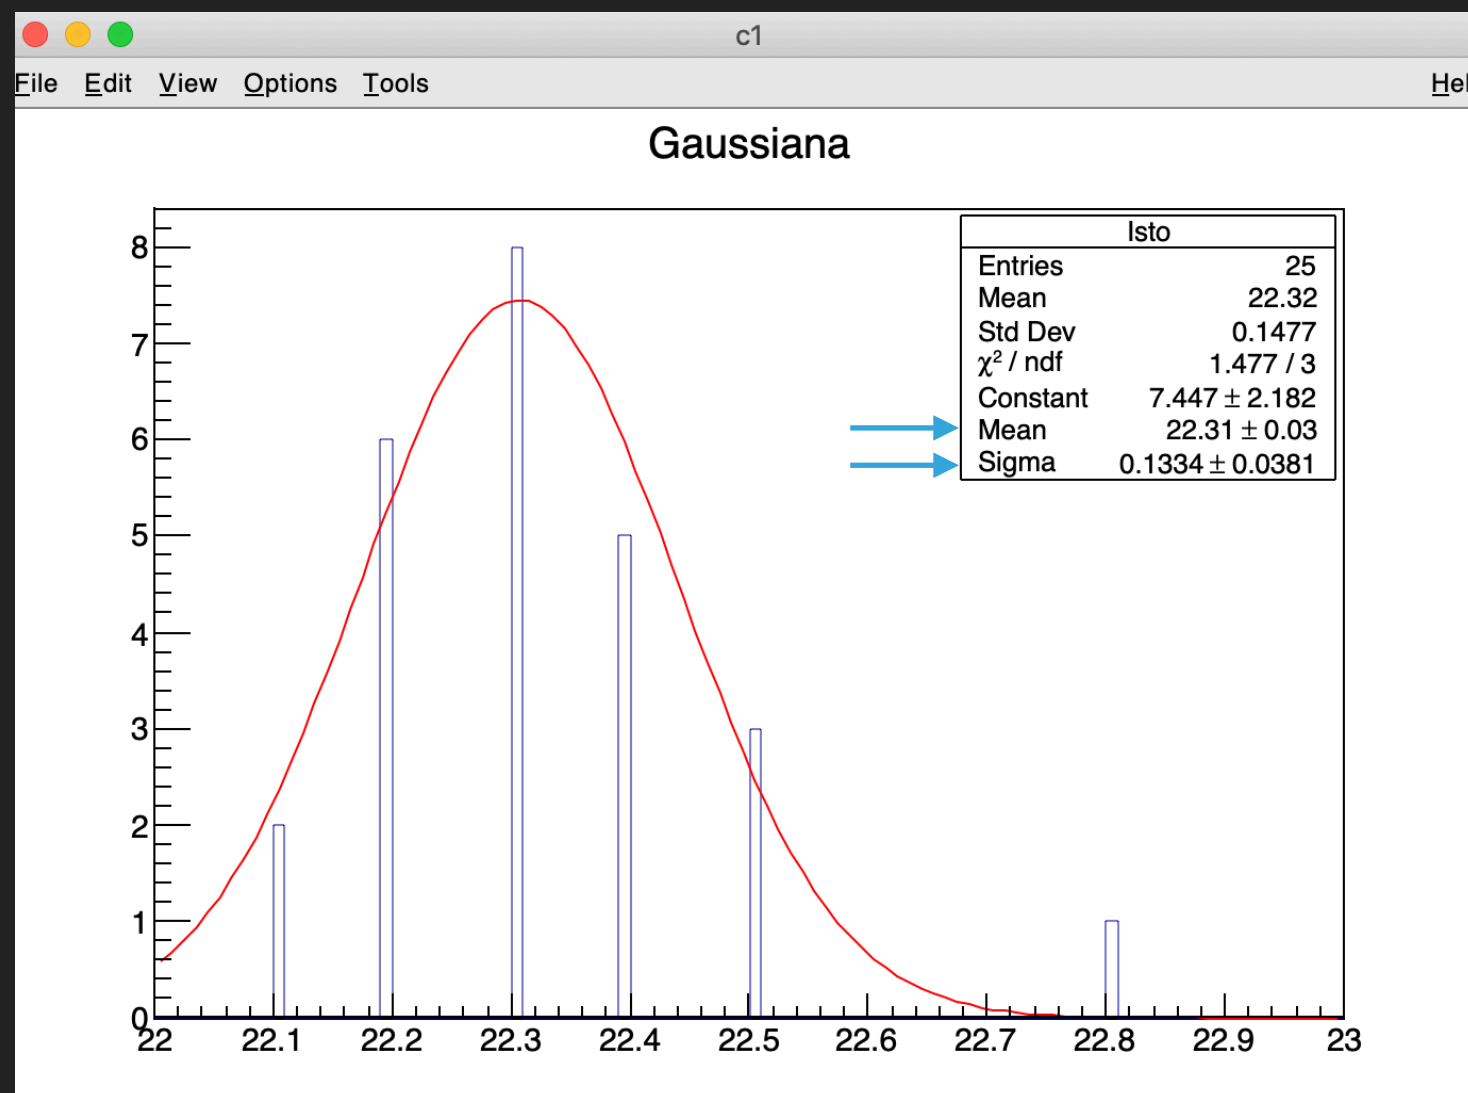 c1
File Edit View Options Tools Hel
Gaussiana
Isto
Entries 25
Mean 22.32
Std Dev 0.1477
χ² / ndf 1.477 / 3
Constant 7.447 ± 2.182
Mean 22.31 ± 0.03
Sigma 0.1334 ± 0.0381
8
7
6
5
4
3
2
1
0
22 22.1 22.2 22.3 22.4 22.5 22.6 22.7 22.8 22.9 23